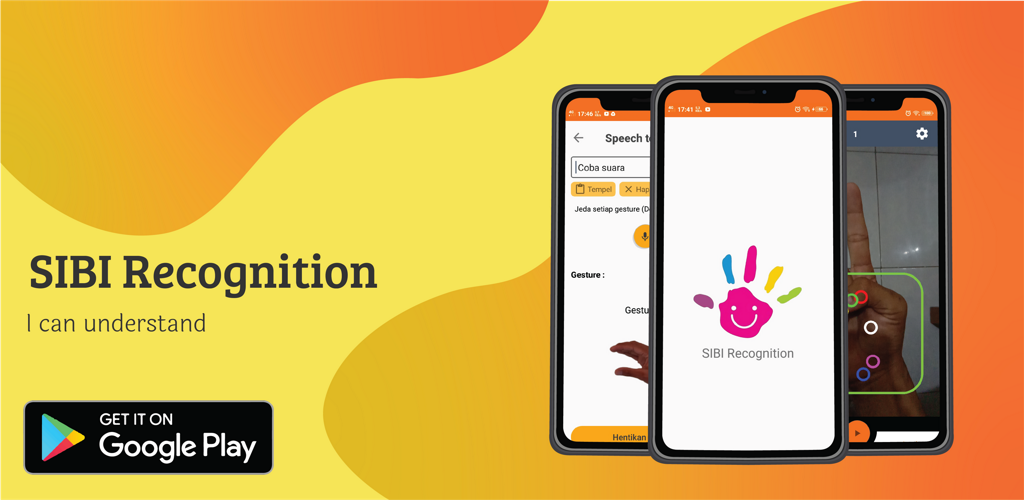 SIBI Recognition
I can understand
GET IT ON
Google Play
17:46
Speech t
Coba suara
Tempel
Hap
Jeda setiap gesture (D
Gesture :
Gestu
Hentikan
17:41
SIBI Recognition
1